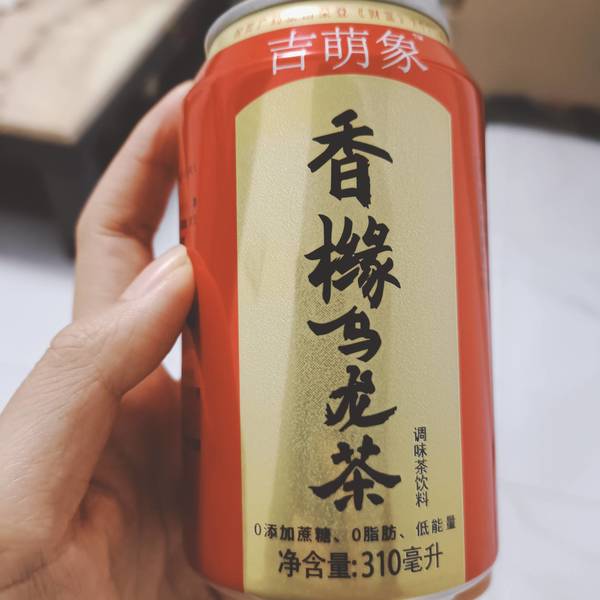 吉萌象
香橼乌龙茶
调味茶饮料
0添加蔗糖、0脂肪、低能量
净含量:310毫升